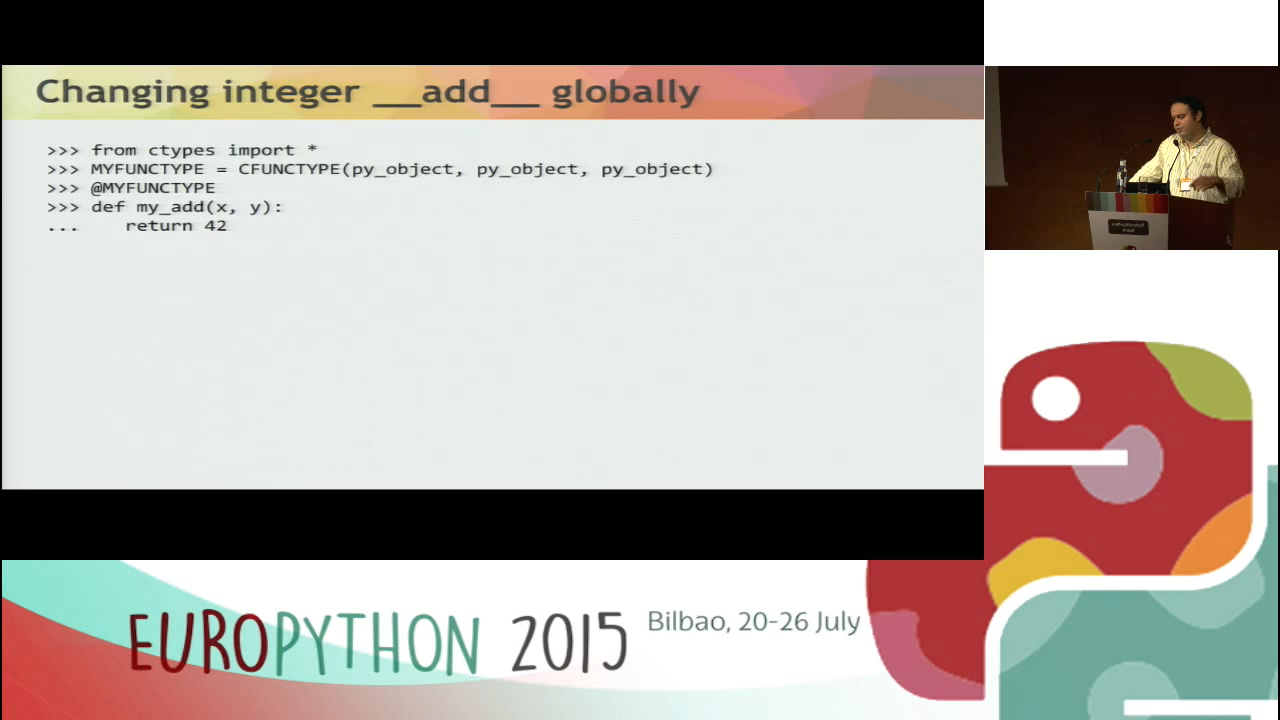 Changing integer __add__ globally
>>> from ctypes import *
>>> MYFUNCTYPE = CFUNCTYPE(py_object, py_object, py_object)
>>> @MYFUNCTYPE
>>> def my_add(x, y):
...    return 42
EUROPYTHON 2015
Bilbao, 20-26 July